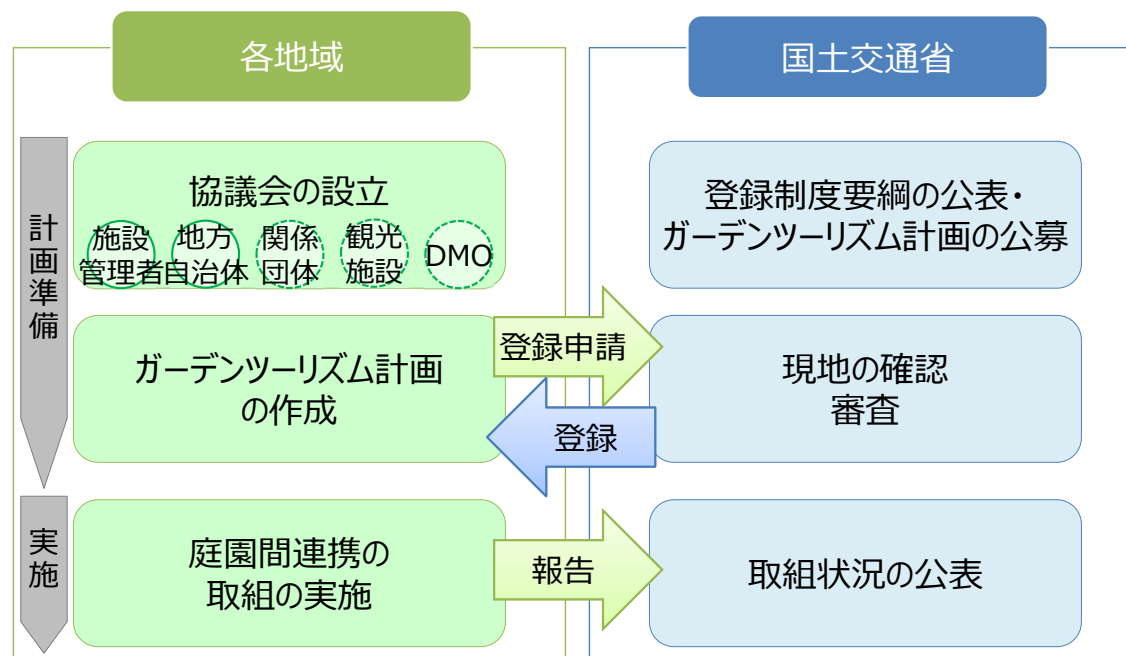 各地域
国土交通省
計画準備
協議会の設立
施設
管理者
地方
自治体
関係
団体
観光
施設
DMO
登録制度要綱の公表・
ガーデンツーリズム計画の公募
ガーデンツーリズム計画
の作成
登録申請
登録
現地の確認
審査
実施
庭園間連携の
取組の実施
報告
取組状況の公表